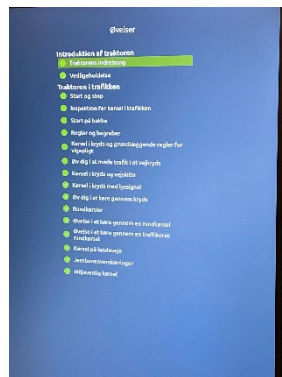 Øvelser
Introduktion af traktoren
Traktorens indretning
Vedligeholdelse
Traktoren i trafikken
Start og stop
Inspektion før kørsel i trafikken
Start på bakke
Regler og begreber
Kørsel i kryds og grundlæggende regler for
vigepligt
Øv dig i at møde trafik i et vejkryds
Kørsel i kryds og vejskilte
Kørsel i kryds med lyssignal
Øv dig i at køre gennem kryds
Rundkørsler
Øvelse i at køre gennem en rundkørsel
Øvelse i at køre gennem en trafikeret
rundkørsel
Kørsel på landeveje
Jernbaneoverskæringer
Miljøvenlig kørsel